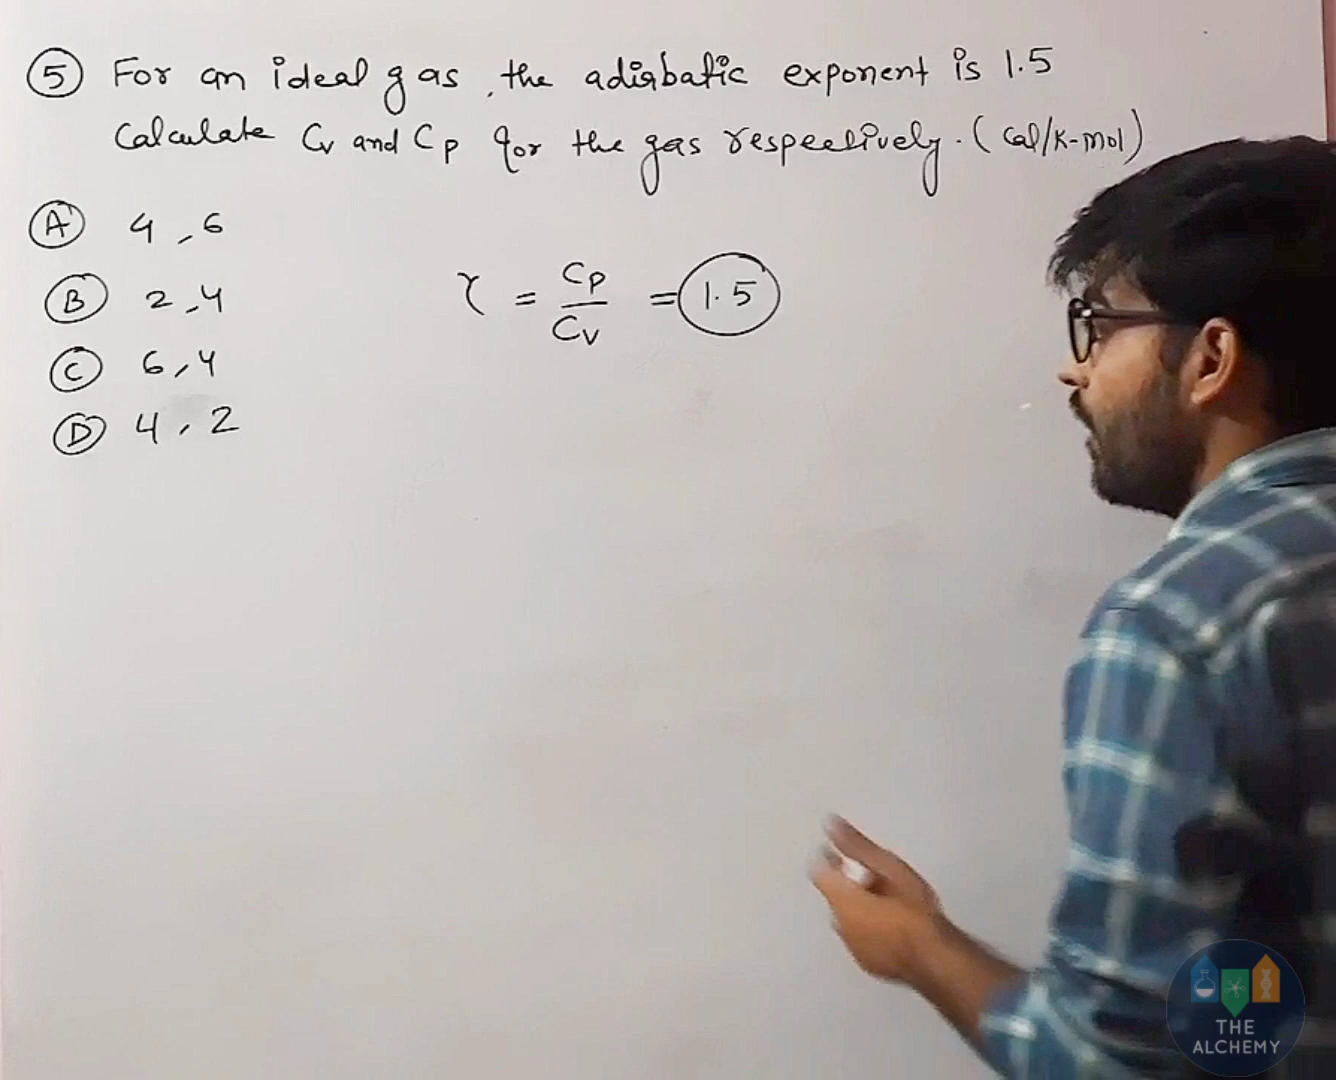 ⑤ For an ideal gas, the adiabatic exponent is 1.5
Calculate Cv and Cp for the gas respectively. (Cal/K-mol)
Ⓐ 4, 6
Ⓑ 2, 4
Ⓒ 6, 4
Ⓓ 4, 2
γ = Cp/Cv = 1.5
THE
ALCHEMY